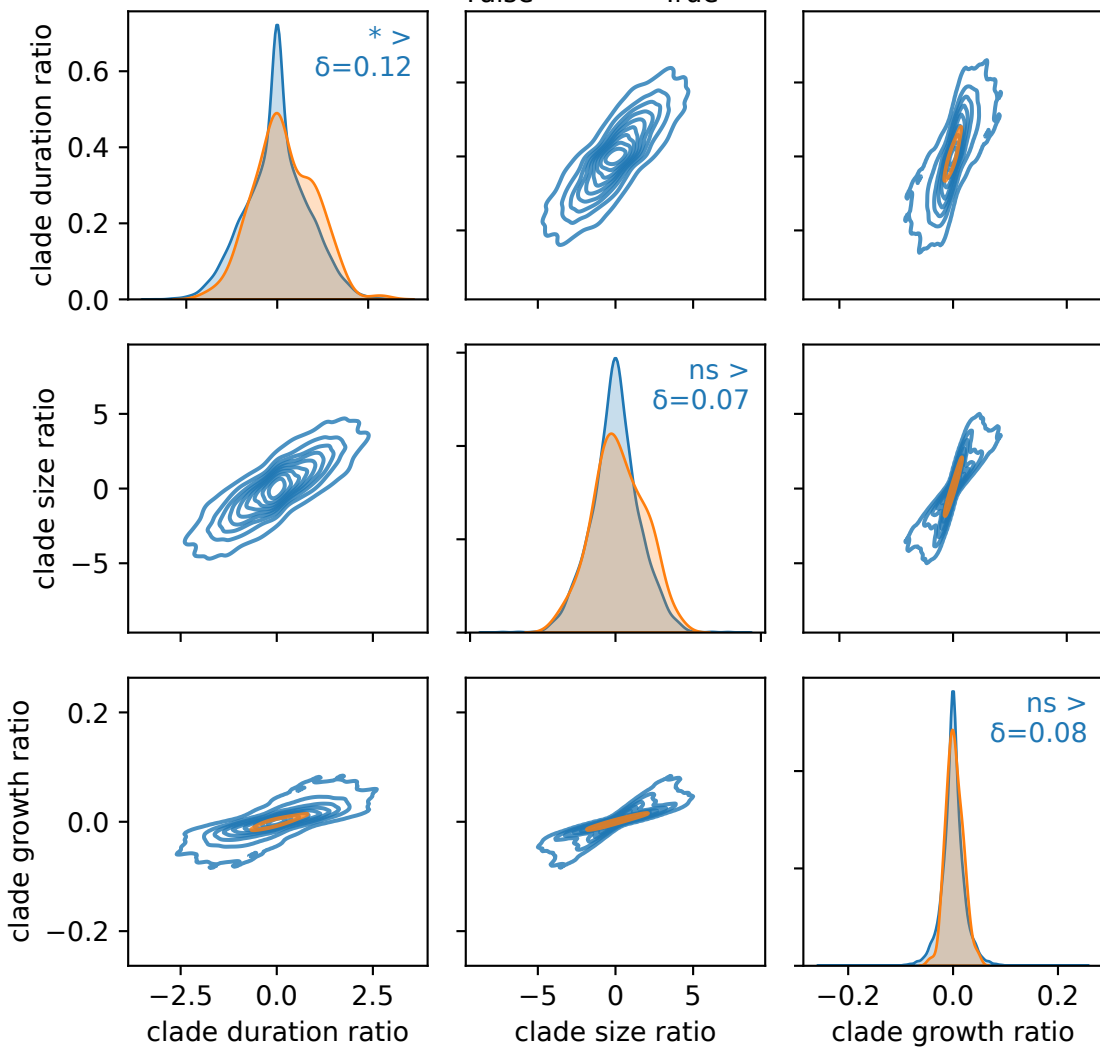 False True
clade duration ratio
0.6
0.4
0.2
0.0
* >
δ=0.12
clade size ratio
5
0
−5
ns >
δ=0.07
clade growth ratio
0.2
0.0
−0.2
ns >
δ=0.08
−2.5 0.0 2.5
−5 0 5
−0.2 0.0 0.2
clade duration ratio
clade size ratio
clade growth ratio